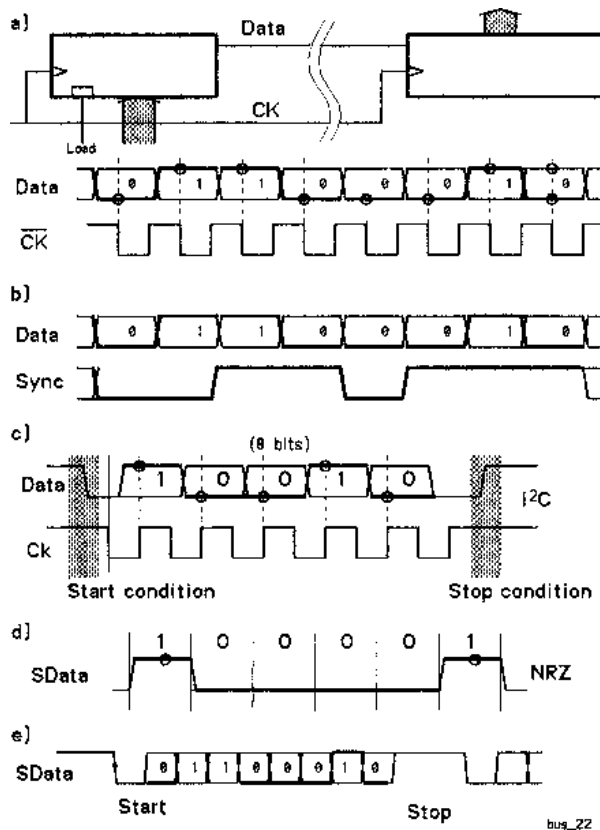 a)
Data
CK
Load
Data 0 1 1 0 0 0 1 0
CK
b)
Data 0 1 1 0 0 0 1 0
Sync
c)
(8 bits)
Data 1 0 0 1 0
I²C
Ck
Start condition Stop condition
d)
1 0 0 0 0 1
SData NRZ
e)
SData 0 1 1 0 0 0 1 0
Start Stop
bus_22